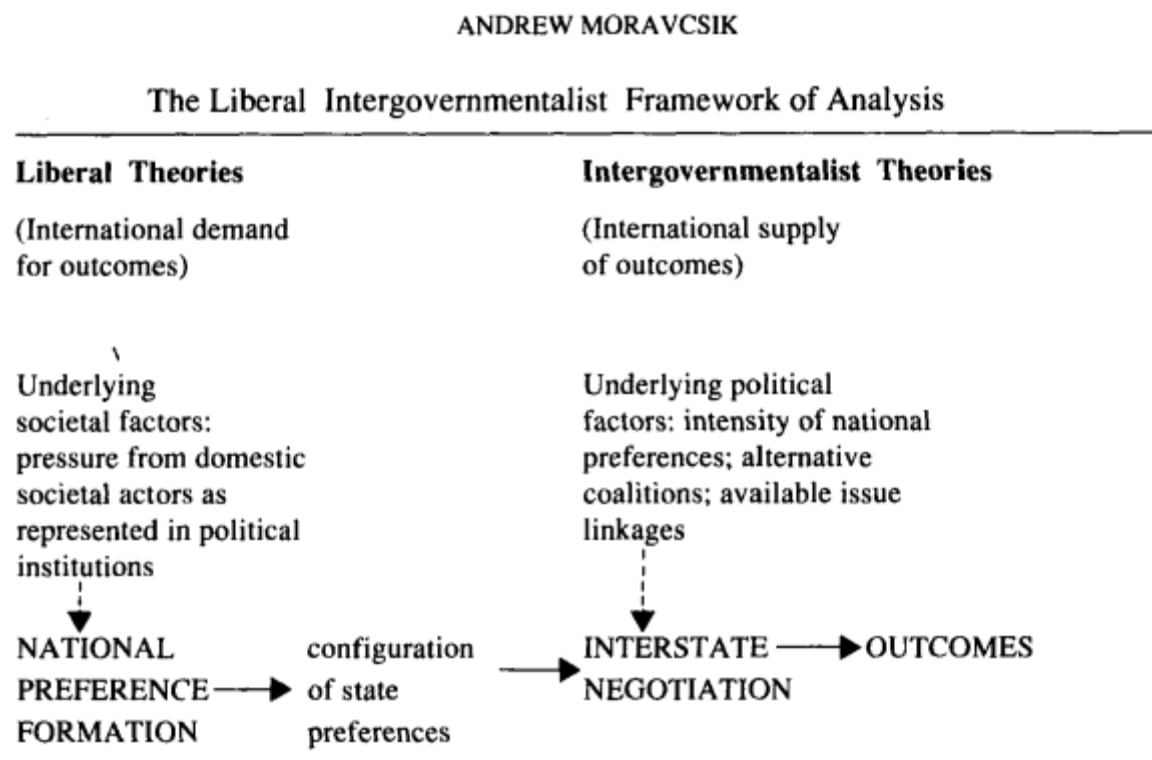 ANDREW MORAVCSIK
The Liberal Intergovernmentalist Framework of Analysis
Liberal Theories
(International demand
for outcomes)
Underlying
societal factors:
pressure from domestic
societal actors as
represented in political
institutions
NATIONAL
PREFERENCE
FORMATION
configuration
of state
preferences
Intergovernmentalist Theories
(International supply
of outcomes)
Underlying political
factors: intensity of national
preferences; alternative
coalitions; available issue
linkages
INTERSTATE
NEGOTIATION
OUTCOMES